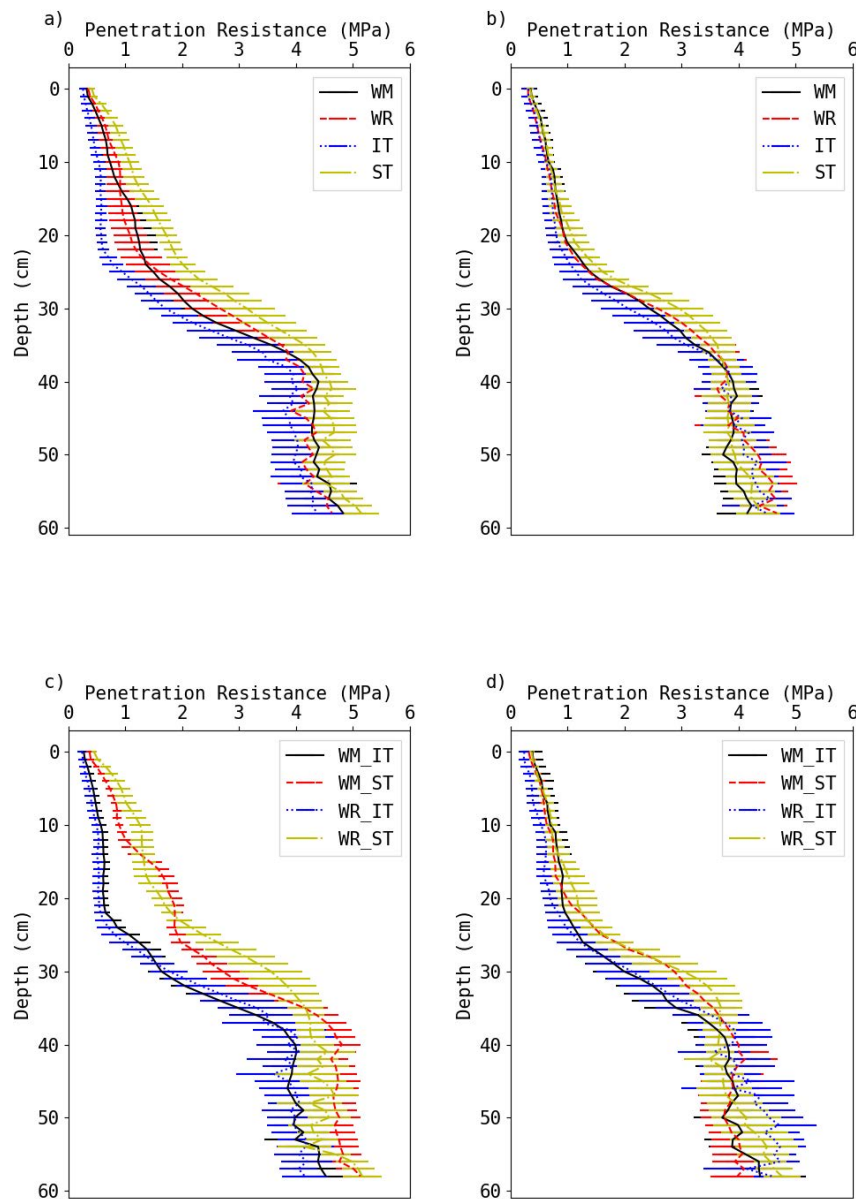 a)
Penetration Resistance (MPa)
0 1 2 3 4 5 6
Depth (cm)
0
10
20
30
40
50
60
WM
WR
IT
ST
b)
Penetration Resistance (MPa)
0 1 2 3 4 5 6
Depth (cm)
0
10
20
30
40
50
60
WM
WR
IT
ST
c)
Penetration Resistance (MPa)
0 1 2 3 4 5 6
Depth (cm)
0
10
20
30
40
50
60
WM_IT
WM_ST
WR_IT
WR_ST
d)
Penetration Resistance (MPa)
0 1 2 3 4 5 6
Depth (cm)
0
10
20
30
40
50
60
WM_IT
WM_ST
WR_IT
WR_ST